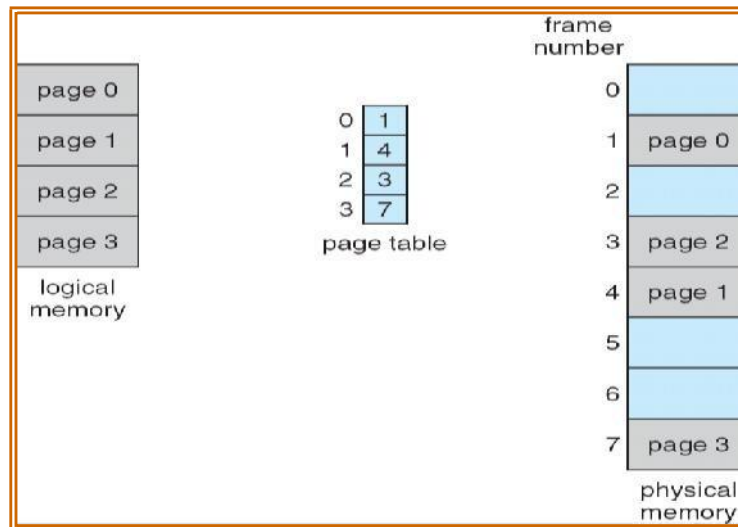 page 0
page 1
page 2
page 3
logical
memory
0 1
1 4
2 3
3 7
page table
frame
number
0
1 page 0
2
3 page 2
4 page 1
5
6
7 page 3
physical
memory